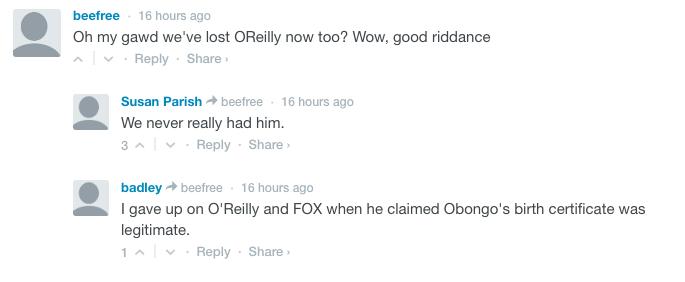 beefree · 16 hours ago
Oh my gawd we've lost OReilly now too? Wow, good riddance
· Reply · Share ›
Susan Parish beefree · 16 hours ago
We never really had him.
3 · Reply · Share ›
badley beefree · 16 hours ago
I gave up on O'Reilly and FOX when he claimed Obongo's birth certificate was
legitimate.
1 · Reply · Share ›